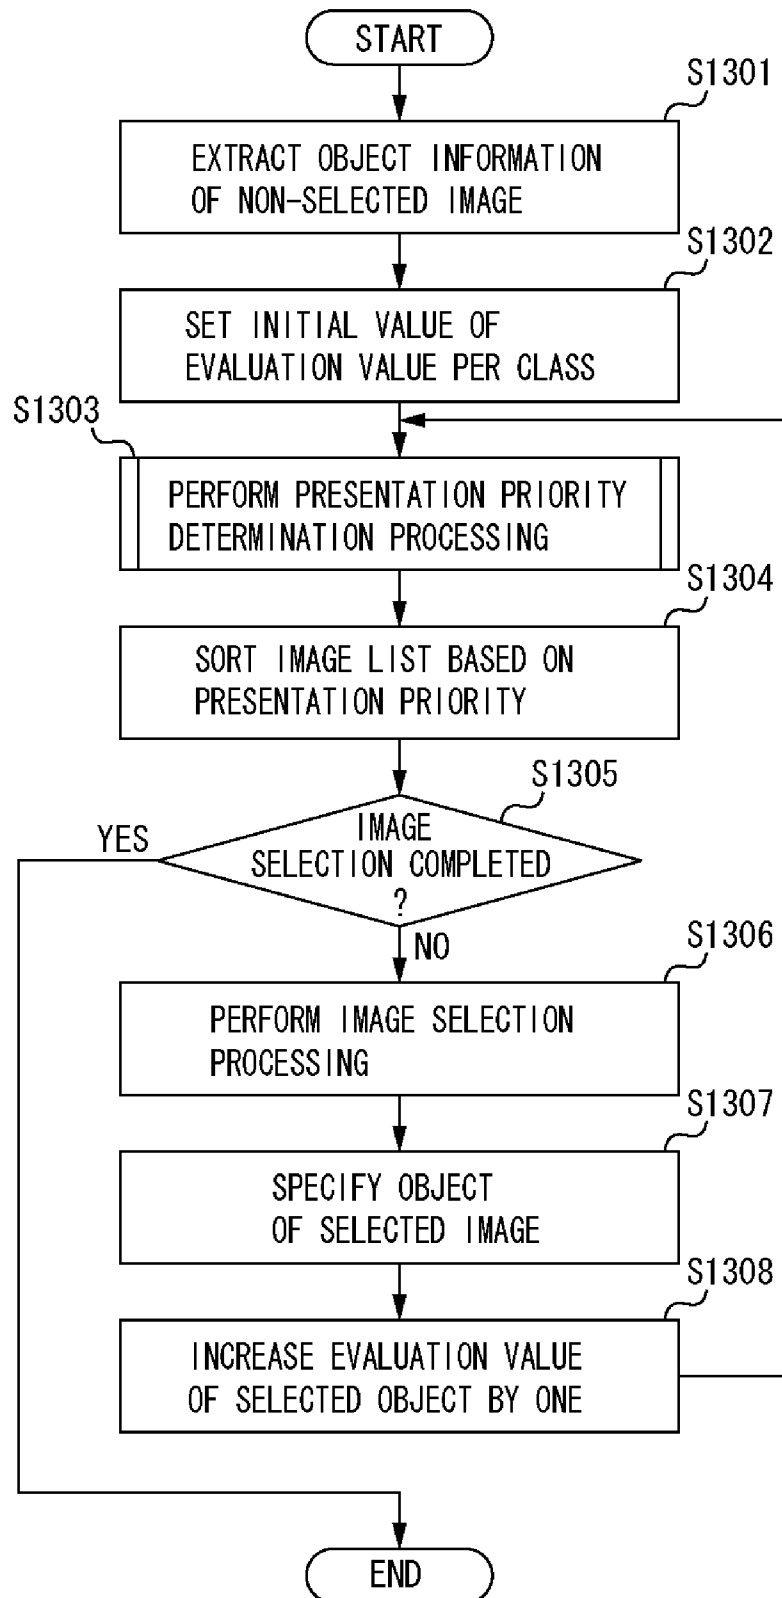 START
S1301
EXTRACT OBJECT INFORMATION
OF NON-SELECTED IMAGE
S1302
SET INITIAL VALUE OF
EVALUATION VALUE PER CLASS
S1303
PERFORM PRESENTATION PRIORITY
DETERMINATION PROCESSING
S1304
SORT IMAGE LIST BASED ON
PRESENTATION PRIORITY
S1305
YES
IMAGE
SELECTION COMPLETED
?
NO
S1306
PERFORM IMAGE SELECTION
PROCESSING
S1307
SPECIFY OBJECT
OF SELECTED IMAGE
S1308
INCREASE EVALUATION VALUE
OF SELECTED OBJECT BY ONE
END